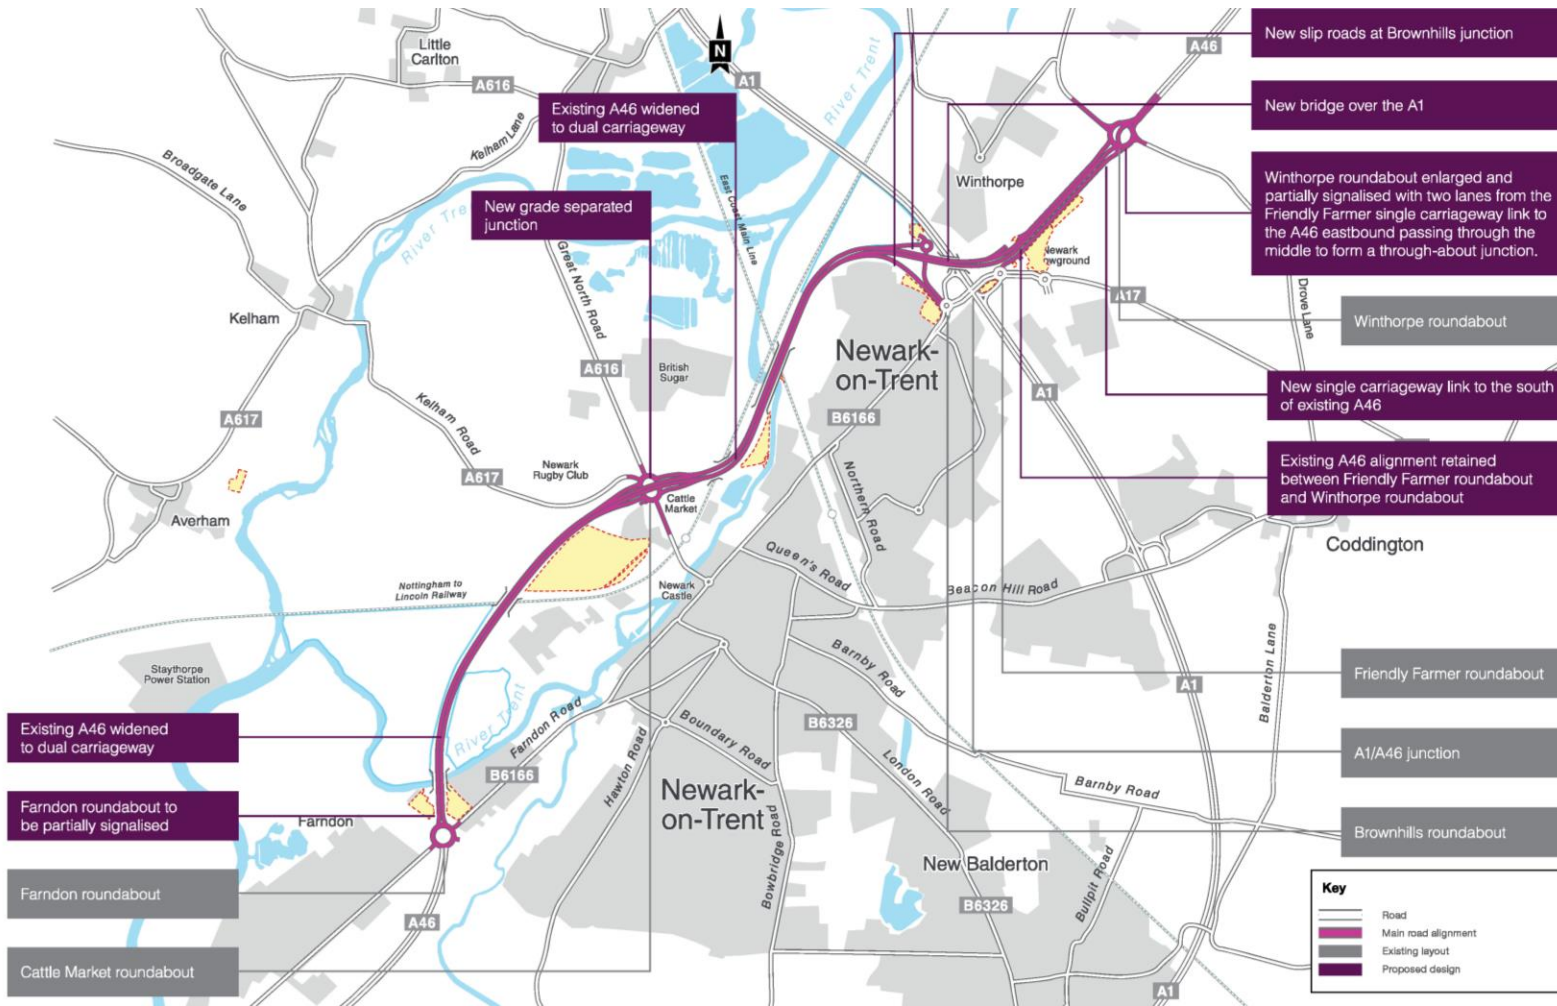 Little
Carlton
A616
N
A1
River Trent
A46
New slip roads at Brownhills junction
Existing A46 widened
to dual carriageway
New bridge over the A1
Broadgate Lane
Kelham Lane
Winthorpe
Winthorpe roundabout enlarged and
partially signalised with two lanes from the
Friendly Farmer single carriageway link to
the A46 eastbound passing through the
middle to form a through-about junction.
River Tre
New grade separated
junction
East Coast Main Line
Great North Road
Newark
wground
A17
Drove Lane
Winthorpe roundabout
Kelham
Newark-
on-Trent
British
Sugar
A616
A1
New single carriageway link to the south
of existing A46
A617
Kelham Road
B6166
Existing A46 alignment retained
between Friendly Farmer roundabout
and Winthorpe roundabout
Newark
Rugby Club
A617
Northern Road
Cattle
Market
Averham
Coddington
Queen's Road
Nottingham to
Lincoln Railway
Newark
Castle
Beacon Hill Road
Staythorpe
Power Station
Barnby Road
Balderton Lane
Friendly Farmer roundabout
A1
River Trent
Farndon Road
Boundary Road
B6326
Existing A46 widened
to dual carriageway
A1/A46 junction
B6166
Hawton Road
London Road
Barnby Road
Newark-
on-Trent
Farndon roundabout to
be partially signalised
Farndon
Bowbridge Road
Brownhills roundabout
New Balderton
Bullpit Road
Farndon roundabout
A46
B6326
Key
Road
Main road alignment
Existing layout
Proposed design
Cattle Market roundabout
A1